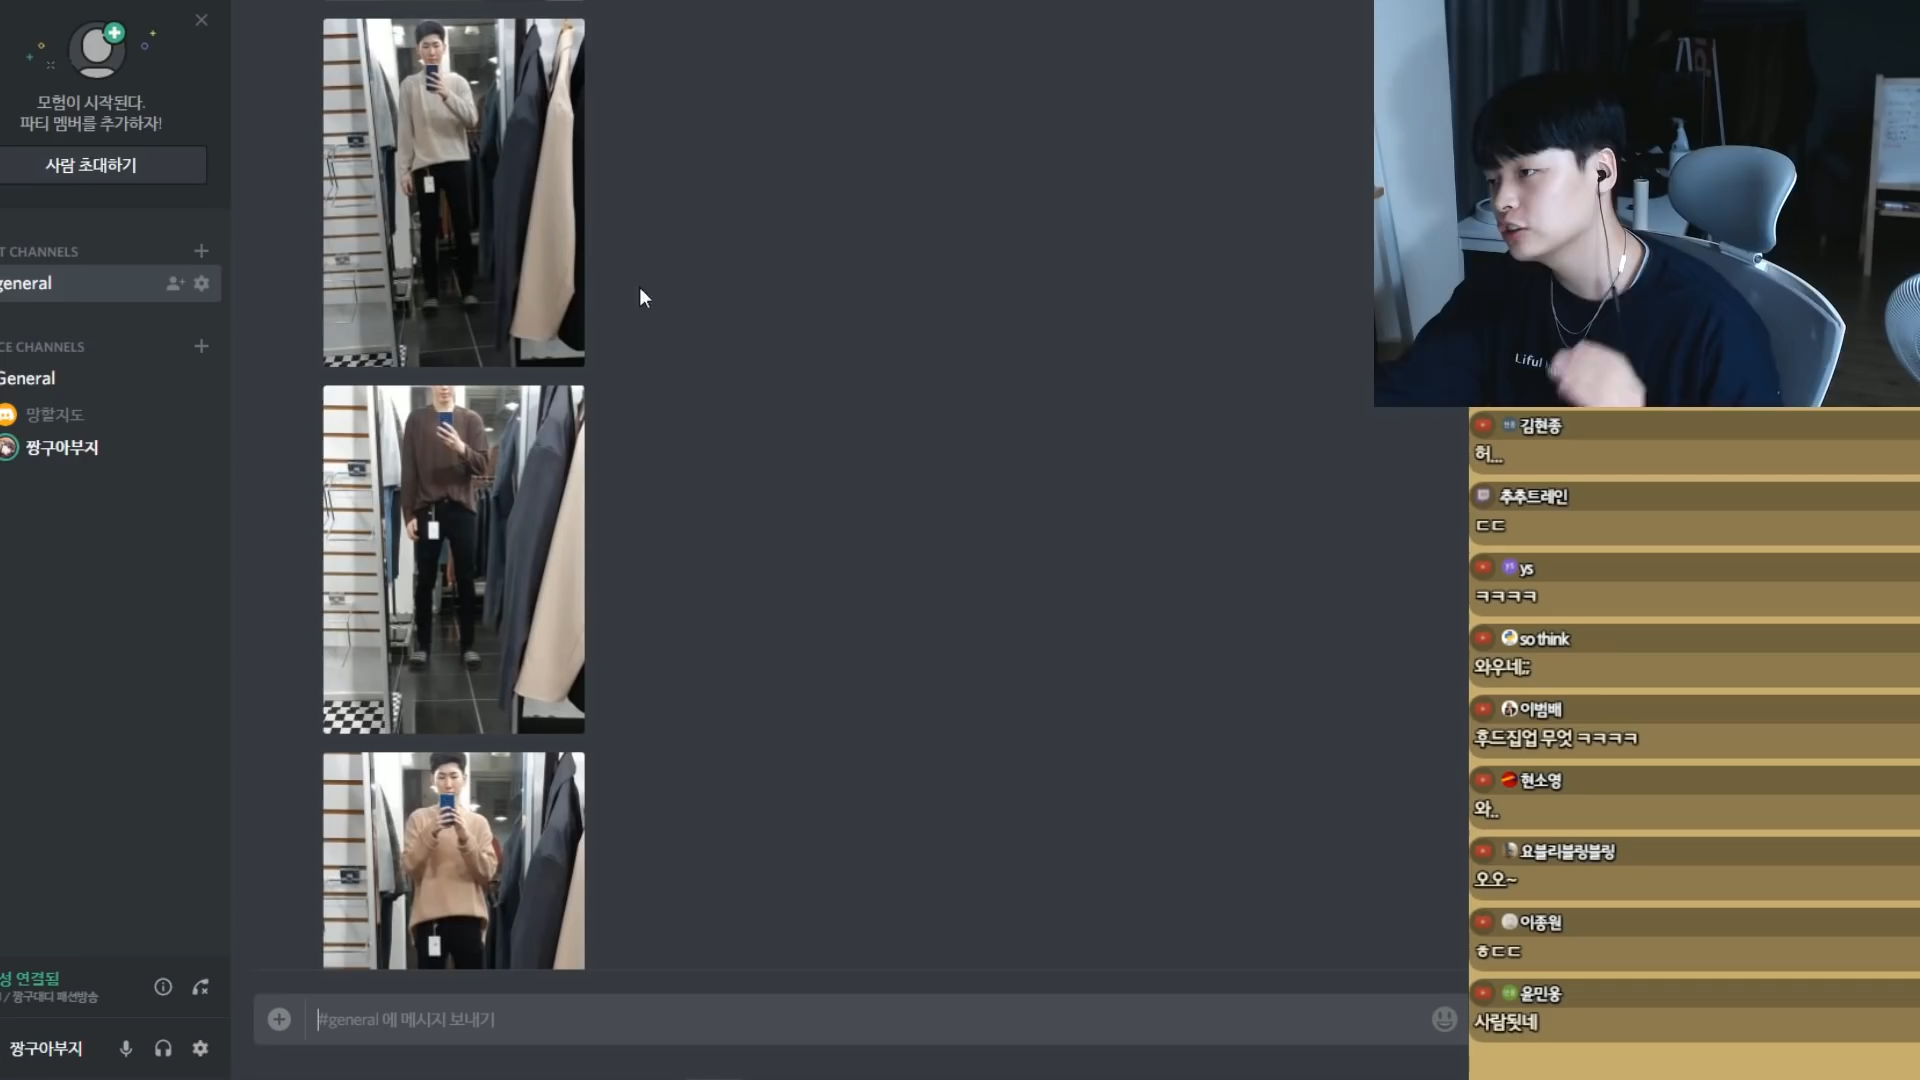 모험이 시작된다.
파티 멤버를 추가하자!
사람 초대하기
T CHANNELS
general
CE CHANNELS
General
망할지도
짱구아부지
성 연결됨
/ 짱구대디 패션방송
짱구아부지
#general 에 메시지 보내기
Liful
김현종
허...
추추트레인
ㄷㄷ
ys
ㅋㅋㅋㅋ
so think
와우네;;
이범배
후드집업 무엇 ㅋㅋㅋㅋ
현소영
와..
요블리블링블링
오오~
이종원
ㅎㄷㄷ
윤민웅
사람됫네